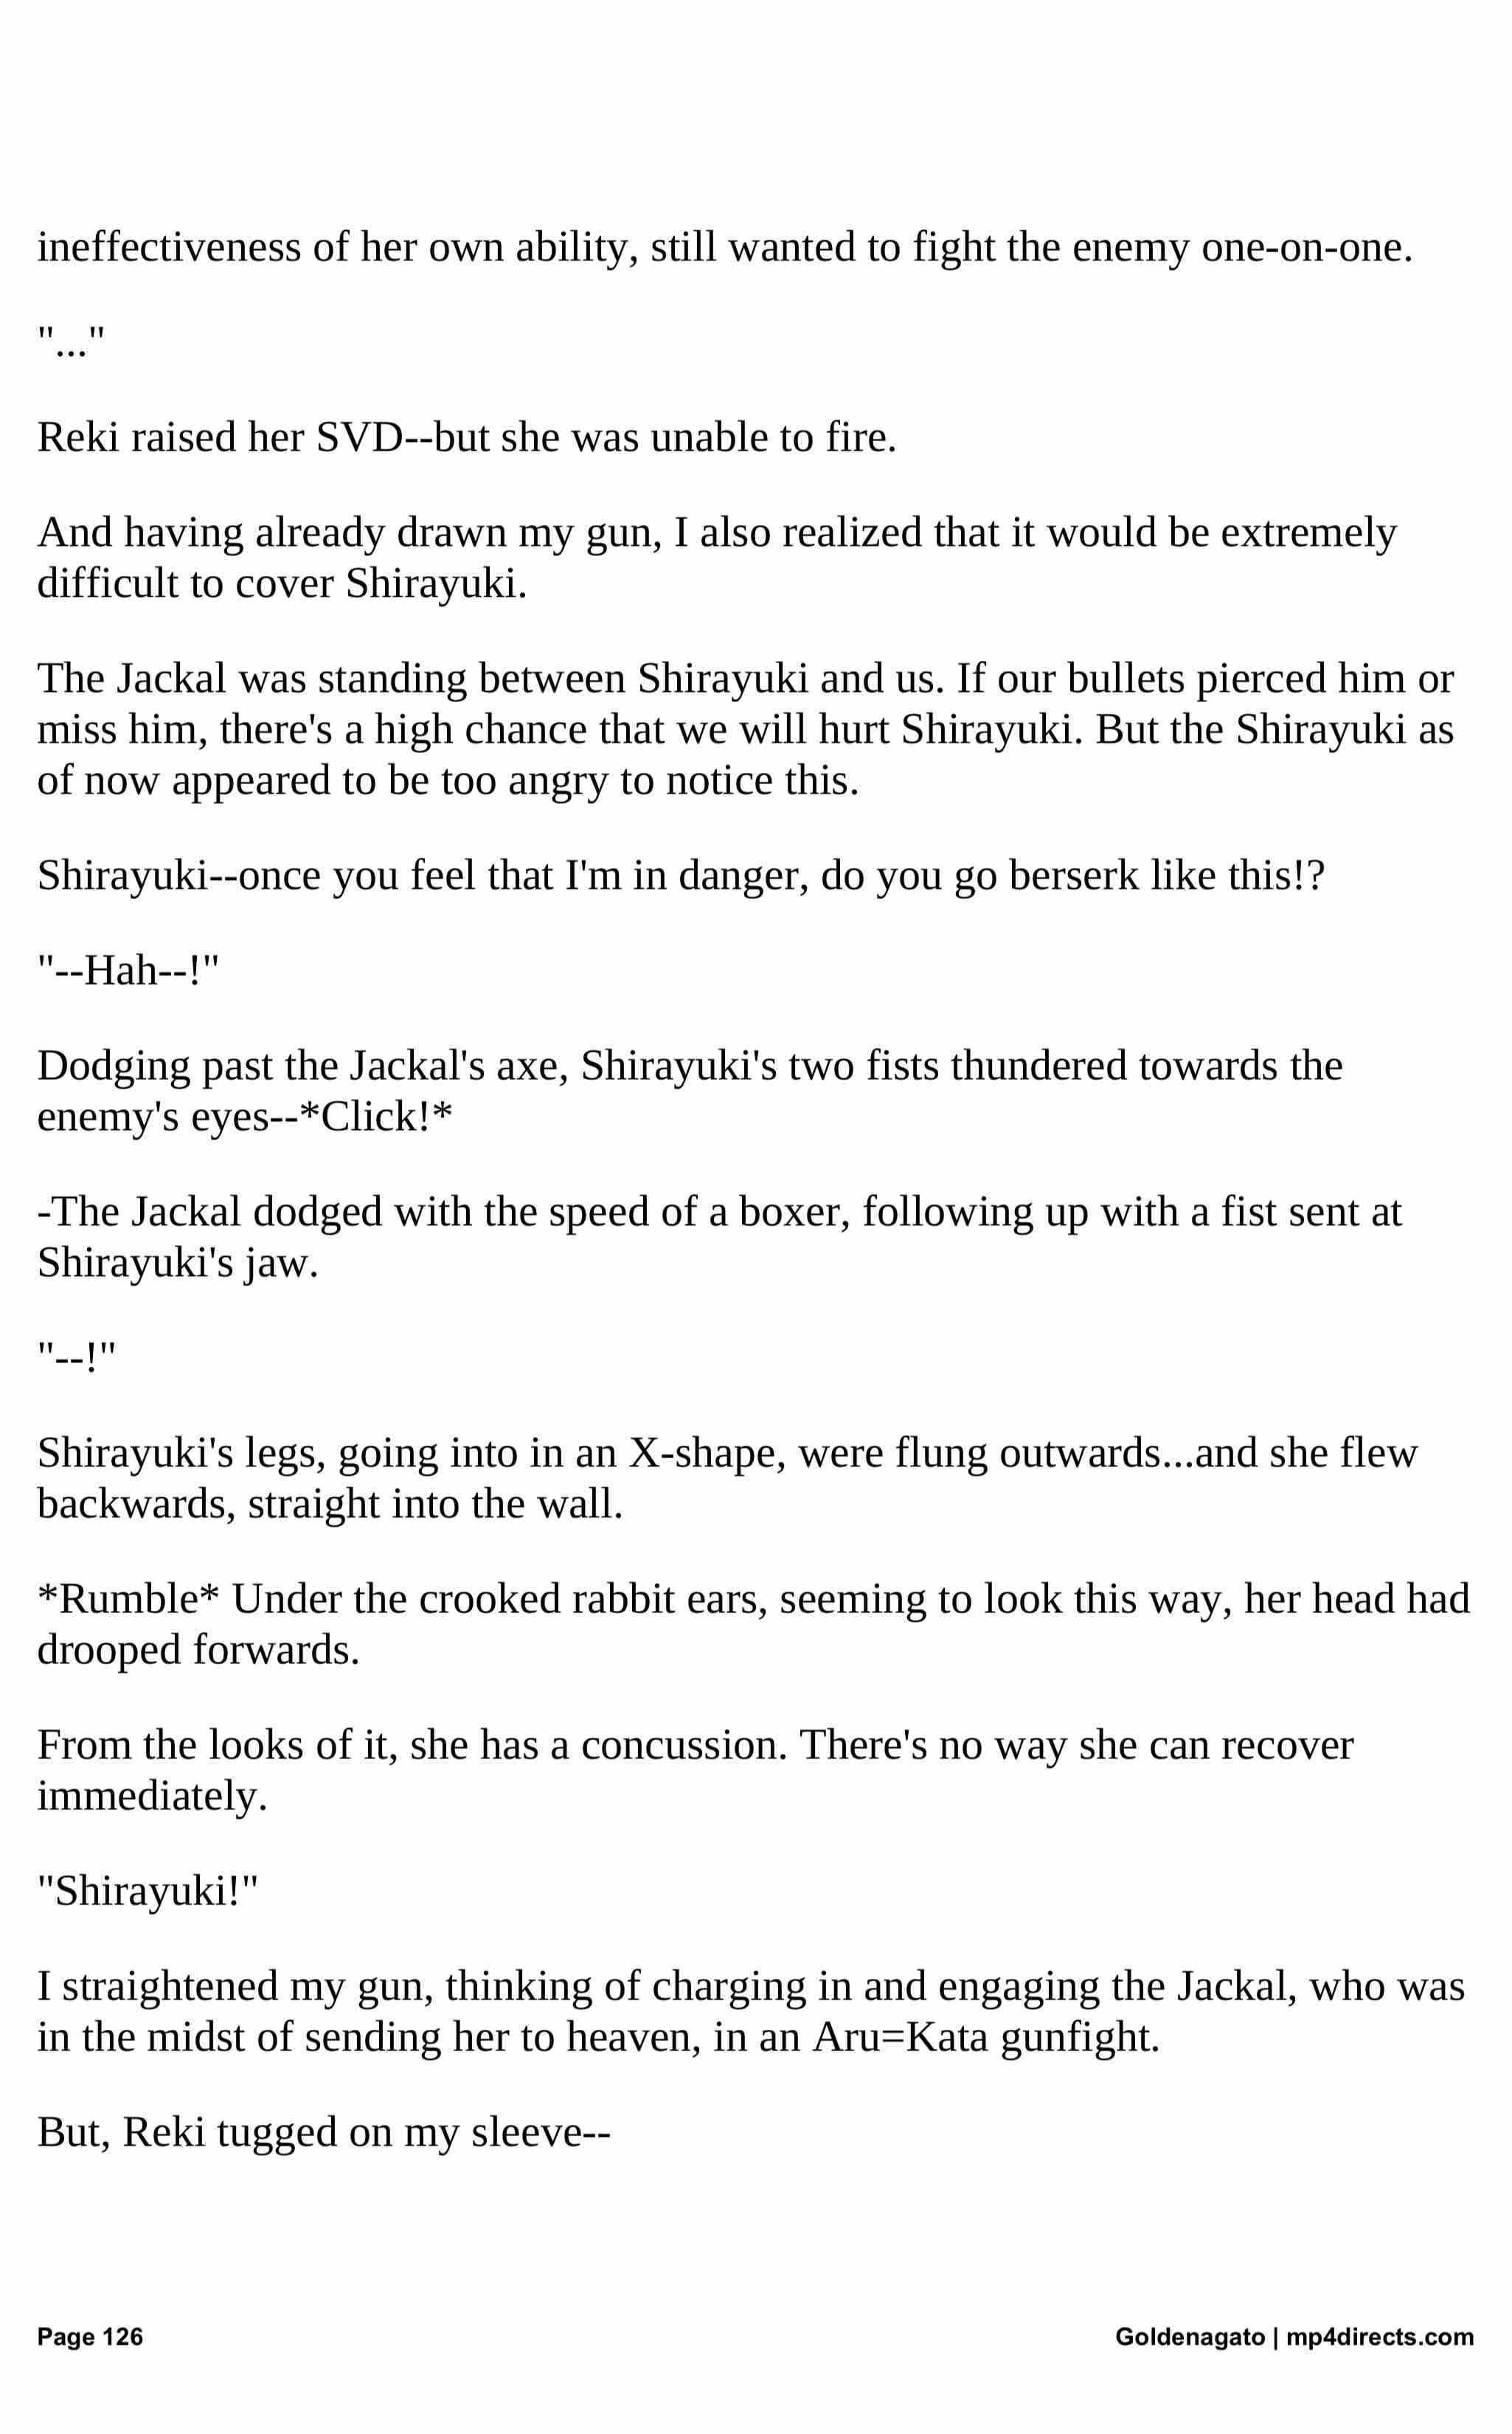 ineffectiveness of her own ability, still wanted to fight the enemy one-on-one.
"..."
Reki raised her SVD--but she was unable to fire.
And having already drawn my gun, I also realized that it would be extremely
difficult to cover Shirayuki.
The Jackal was standing between Shirayuki and us. If our bullets pierced him or
miss him, there's a high chance that we will hurt Shirayuki. But the Shirayuki as
of now appeared to be too angry to notice this.
Shirayuki--once you feel that I'm in danger, do you go berserk like this!?
"--Hah--!"
Dodging past the Jackal's axe, Shirayuki's two fists thundered towards the
enemy's eyes--*Click!*
-The Jackal dodged with the speed of a boxer, following up with a fist sent at
Shirayuki's jaw.
"--!"
Shirayuki's legs, going into in an X-shape, were flung outwards...and she flew
backwards, straight into the wall.
*Rumble* Under the crooked rabbit ears, seeming to look this way, her head had
drooped forwards.
From the looks of it, she has a concussion. There's no way she can recover
immediately.
"Shirayuki!"
I straightened my gun, thinking of charging in and engaging the Jackal, who was
in the midst of sending her to heaven, in an Aru=Kata gunfight.
But, Reki tugged on my sleeve--
Page 126
Goldenagato | mp4directs.com